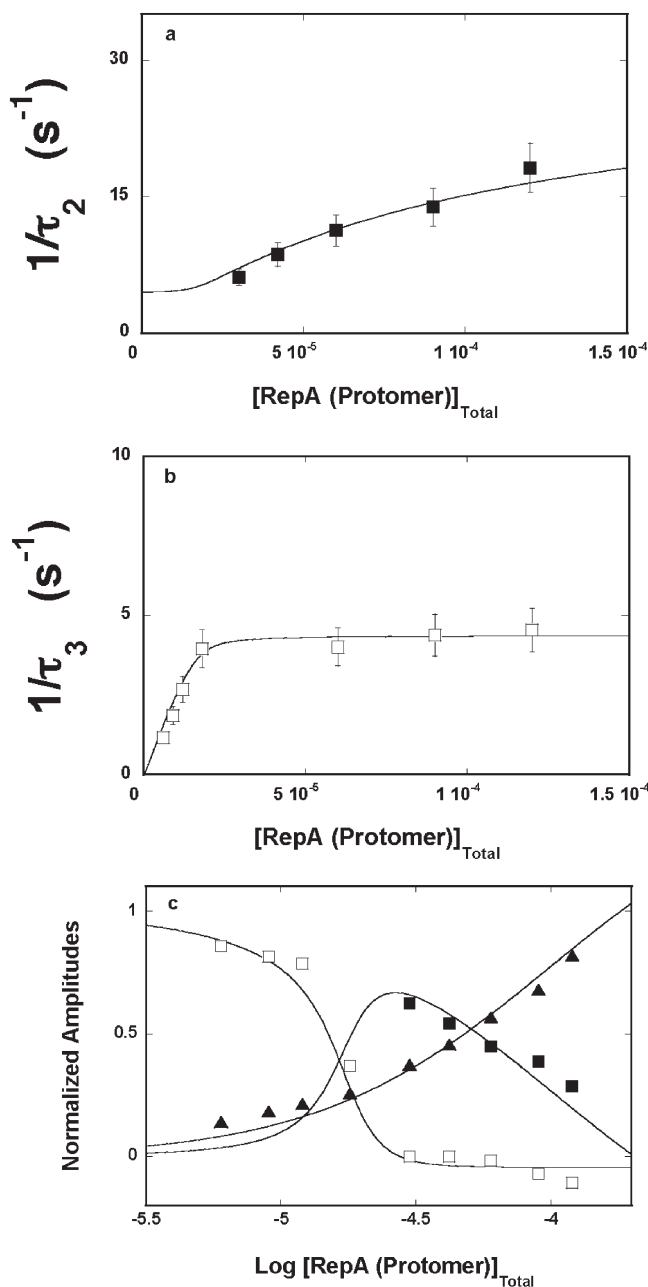 a
30
15
0
1/τ2 (s-1)
0
5 10-5
1 10-4
1.5 10-4
[RepA (Protomer)]Total
b
10
5
0
1/τ3 (s-1)
0
5 10-5
1 10-4
1.5 10-4
[RepA (Protomer)]Total
c
1
0.5
0
Normalized Amplitudes
-5.5
-5
-4.5
-4
Log [RepA (Protomer)]Total